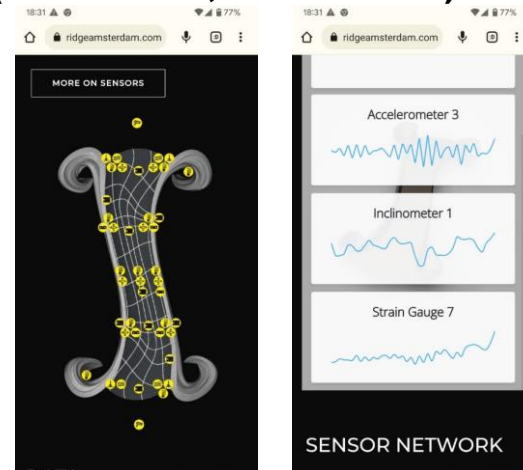 18:31
77%
ridgeamsterdam.com
MORE ON SENSORS
18:31
77%
ridgeamsterdam.com
Accelerometer 3
Inclinometer 1
Strain Gauge 7
SENSOR NETWORK